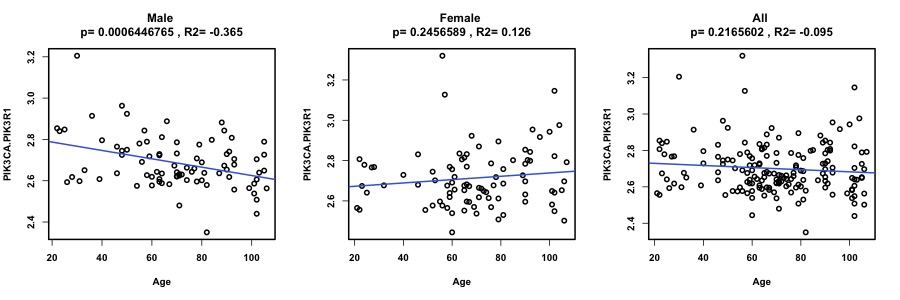 Male
p= 0.0006446765 , R2= -0.365
PIK3CA.PIK3R1
3.2
3.0
2.8
2.6
2.4
20 40 60 80 100
Age
Female
p= 0.2456589 , R2= 0.126
PIK3CA.PIK3R1
3.2
3.0
2.8
2.6
20 40 60 80 100
Age
All
p= 0.2165602 , R2= -0.095
PIK3CA.PIK3R1
3.2
3.0
2.8
2.6
2.4
20 40 60 80 100
Age